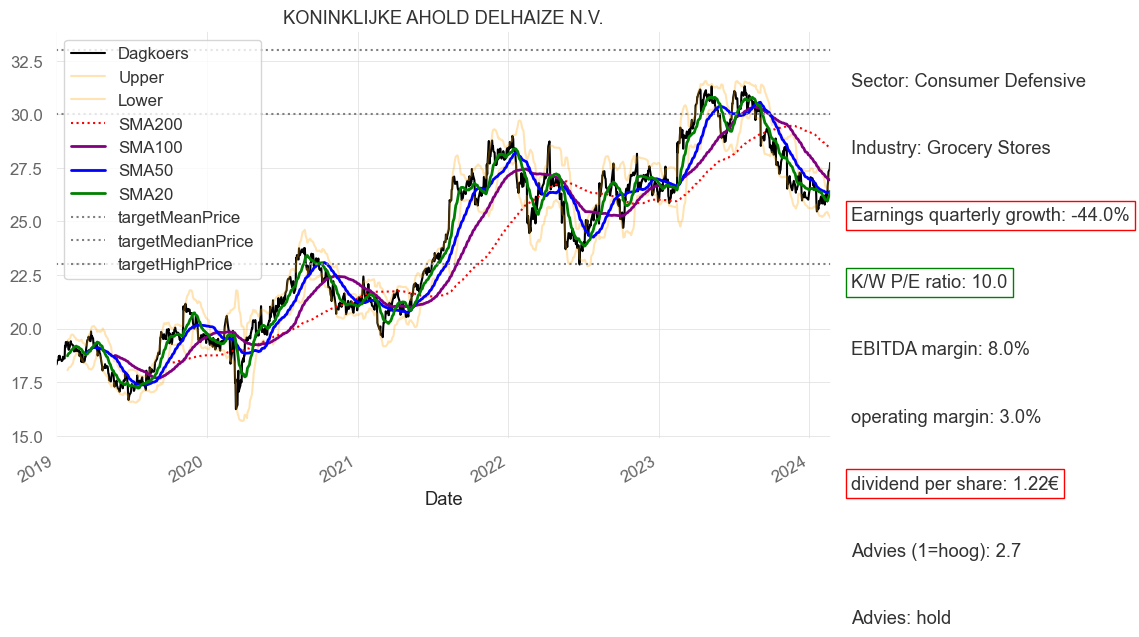 KONINKLIJKE AHOLD DELHAIZE N.V.
Dagkoers
Upper
Lower
SMA200
SMA100
SMA50
SMA20
targetMeanPrice
targetMedianPrice
targetHighPrice
32.5
30.0
27.5
25.0
22.5
20.0
17.5
15.0
2019
2020
2021
2022
2023
2024
Date
Sector: Consumer Defensive
Industry: Grocery Stores
Earnings quarterly growth: -44.0%
K/W P/E ratio: 10.0
EBITDA margin: 8.0%
operating margin: 3.0%
dividend per share: 1.22€
Advies (1=hoog): 2.7
Advies: hold